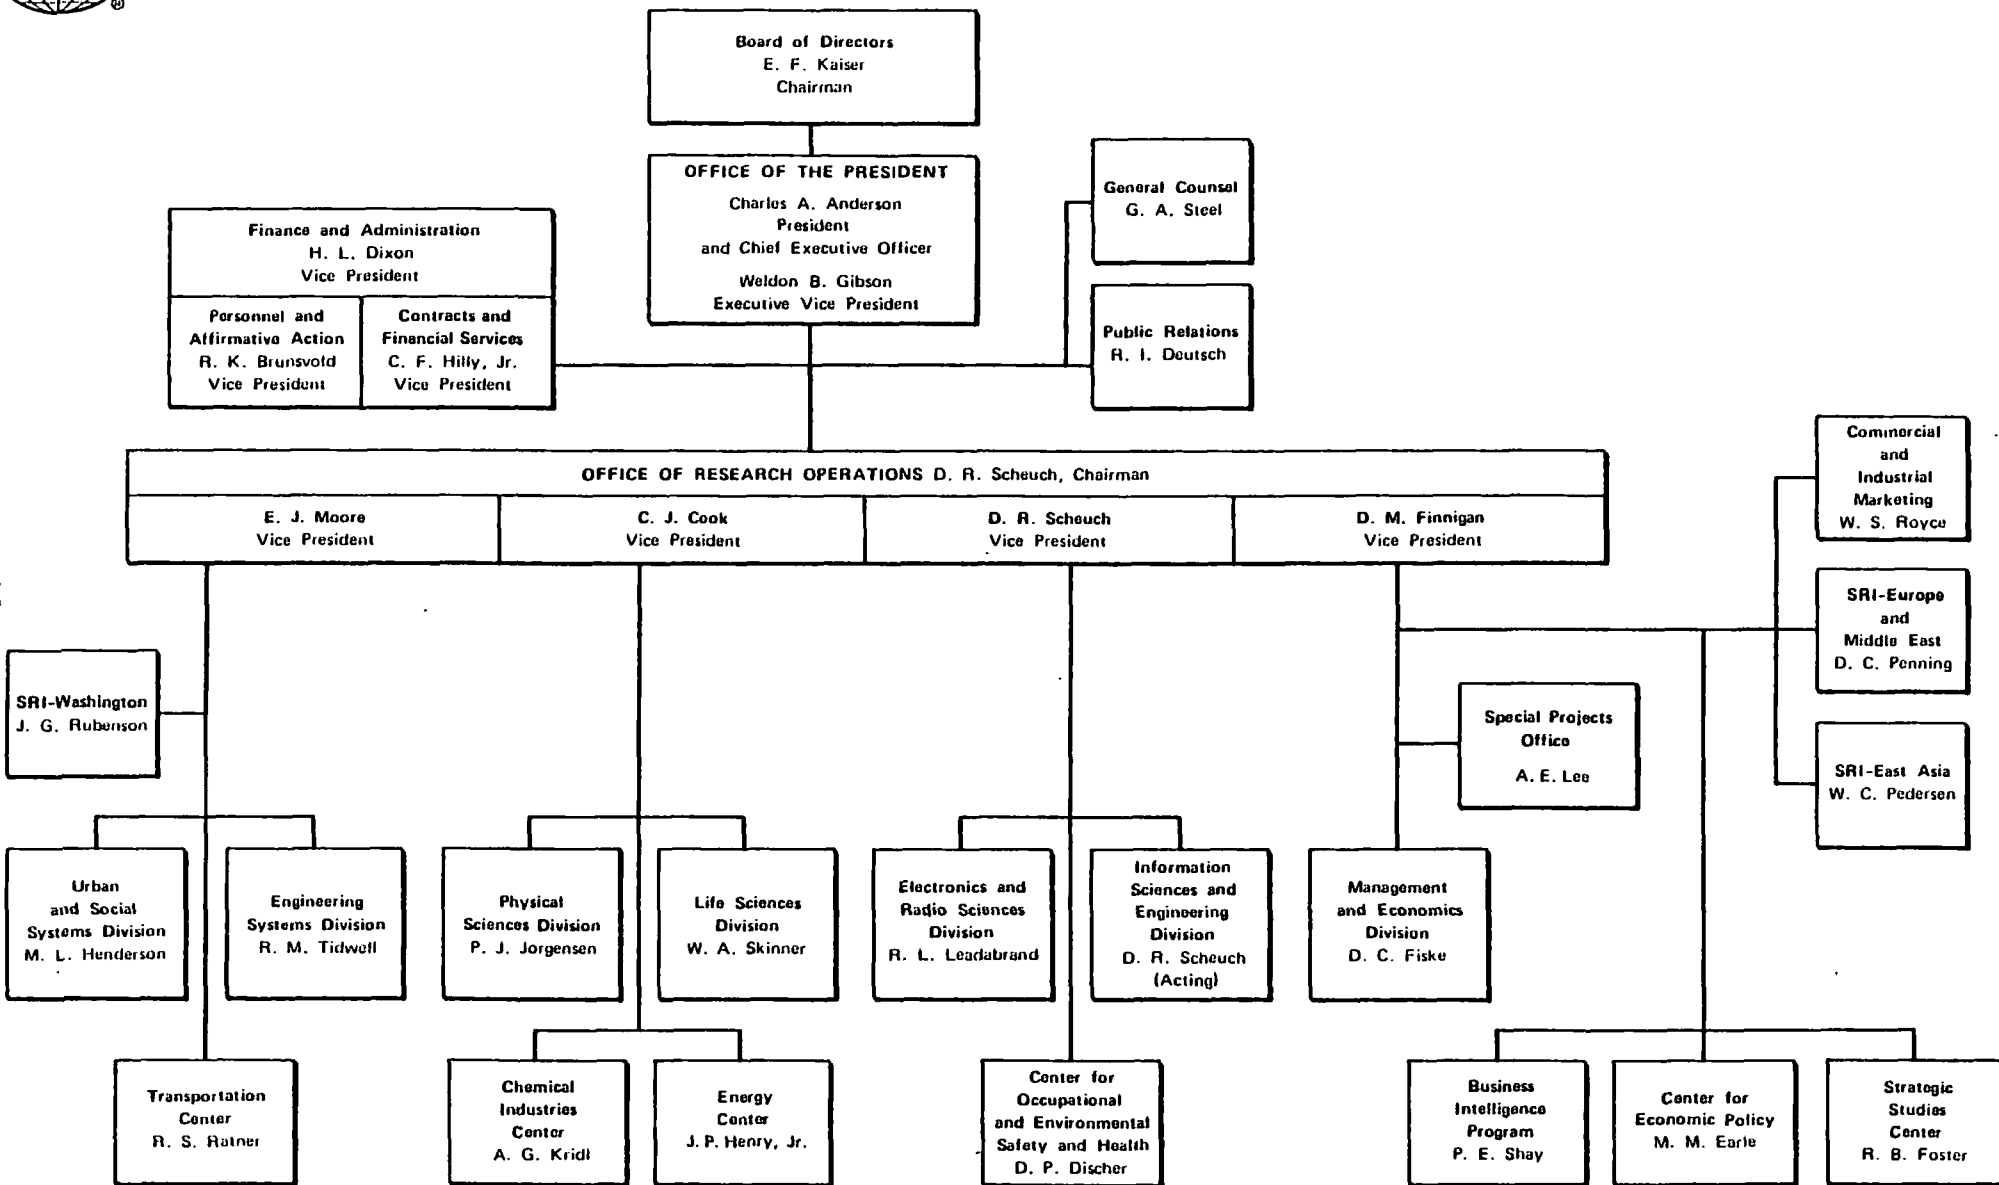 ®
Board of Directors
E. F. Kaiser
Chairman
OFFICE OF THE PRESIDENT
Charles A. Anderson
President
and Chief Executive Officer
Weldon B. Gibson
Executive Vice President
General Counsel
G. A. Steel
Finance and Administration
H. L. Dixon
Vice President
Personnel and
Affirmative Action
R. K. Brunsvold
Vice President
Contracts and
Financial Services
C. F. Hilly, Jr.
Vice President
Public Relations
R. I. Deutsch
OFFICE OF RESEARCH OPERATIONS D. R. Scheuch, Chairman
E. J. Moore
Vice President
C. J. Cook
Vice President
D. R. Scheuch
Vice President
D. M. Finnigan
Vice President
Commercial
and
Industrial
Marketing
W. S. Royce
SRI-Europe
and
Middle East
D. C. Penning
SRI-Washington
J. G. Rubenson
Special Projects
Office
A. E. Lee
SRI-East Asia
W. C. Pedersen
Urban
and Social
Systems Division
M. L. Henderson
Engineering
Systems Division
R. M. Tidwell
Physical
Sciences Division
P. J. Jorgensen
Life Sciences
Division
W. A. Skinner
Electronics and
Radio Sciences
Division
R. L. Leadabrand
Information
Sciences and
Engineering
Division
D. R. Scheuch
(Acting)
Management
and Economics
Division
D. C. Fiske
Transportation
Center
R. S. Ratner
Chemical
Industries
Center
A. G. Kridl
Energy
Center
J. P. Henry, Jr.
Center for
Occupational
and Environmental
Safety and Health
D. P. Discher
Business
Intelligence
Program
P. E. Shay
Center for
Economic Policy
M. M. Earle
Strategic
Studies
Center
R. B. Foster